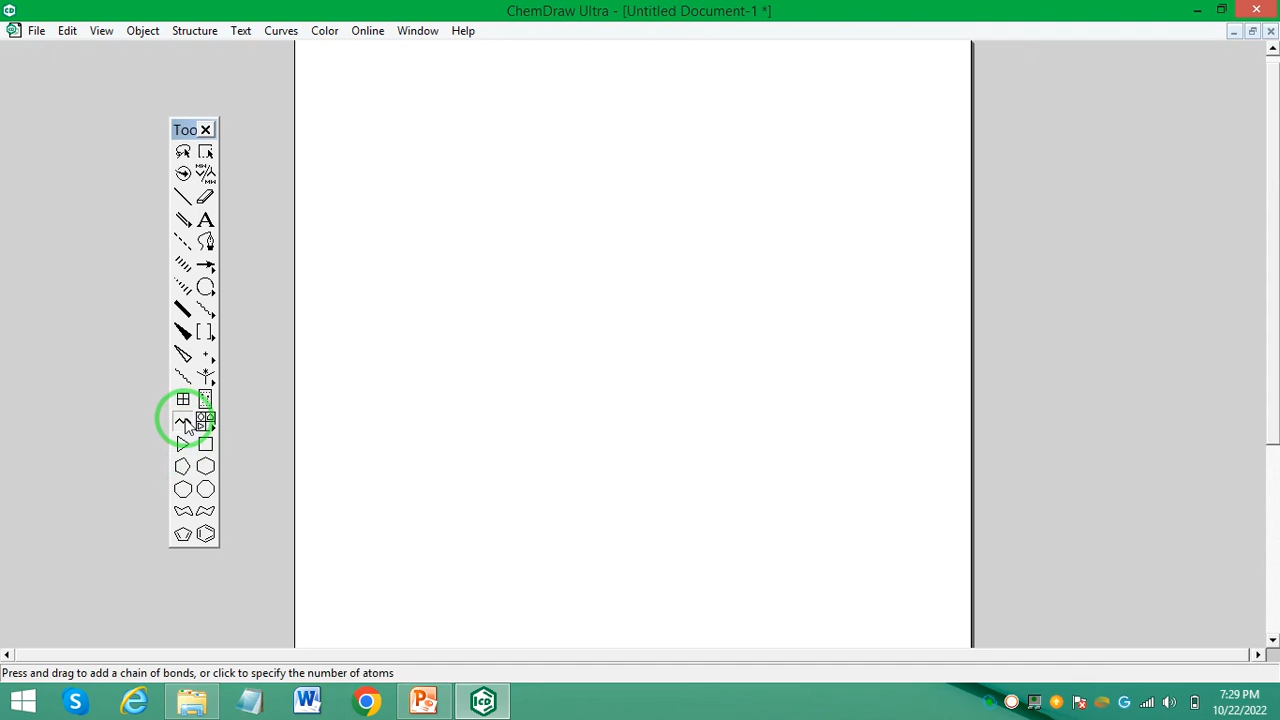 ChemDraw Ultra - [Untitled Document-1 *]
File Edit View Object Structure Text Curves Color Online Window Help
Too
MW
MW
A
Press and drag to add a chain of bonds, or click to specify the number of atoms
7:29 PM
10/22/2022